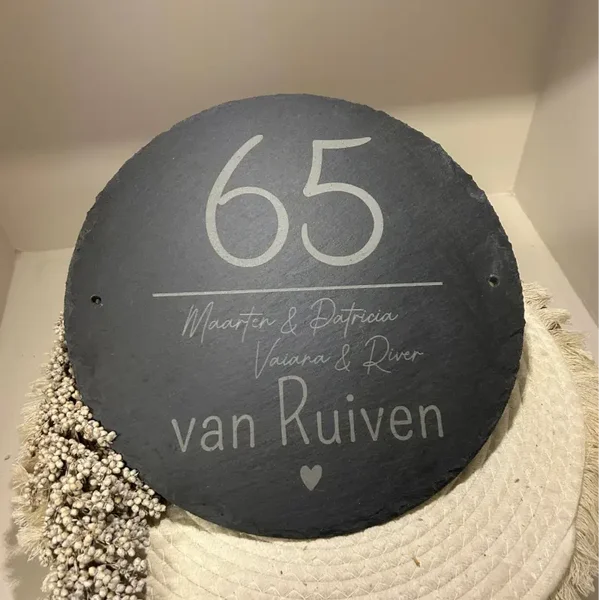 65
Maarten & Patricia
Vaiana & River
van Ruiven